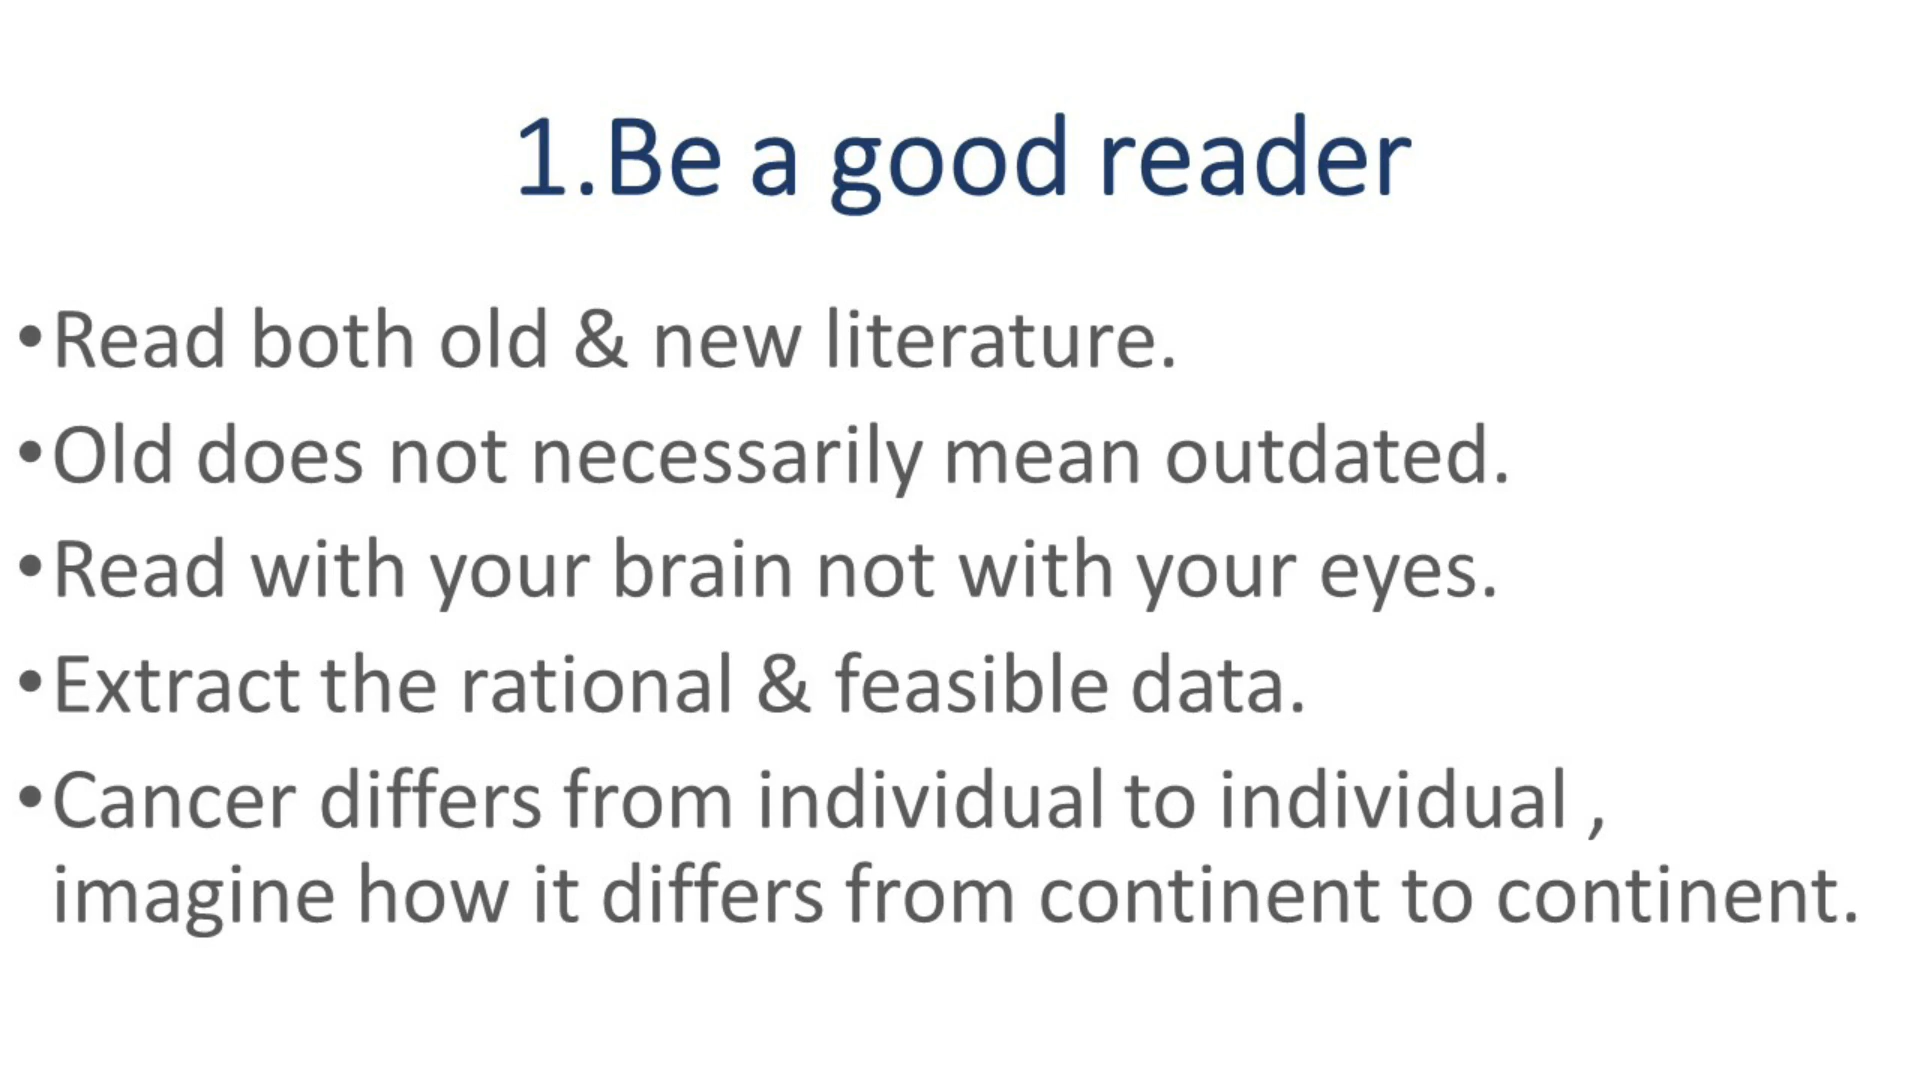 1.Be a good reader
•Read both old & new literature.
•Old does not necessarily mean outdated.
•Read with your brain not with your eyes.
•Extract the rational & feasible data.
•Cancer differs from individual to individual ,
imagine how it differs from continent to continent.